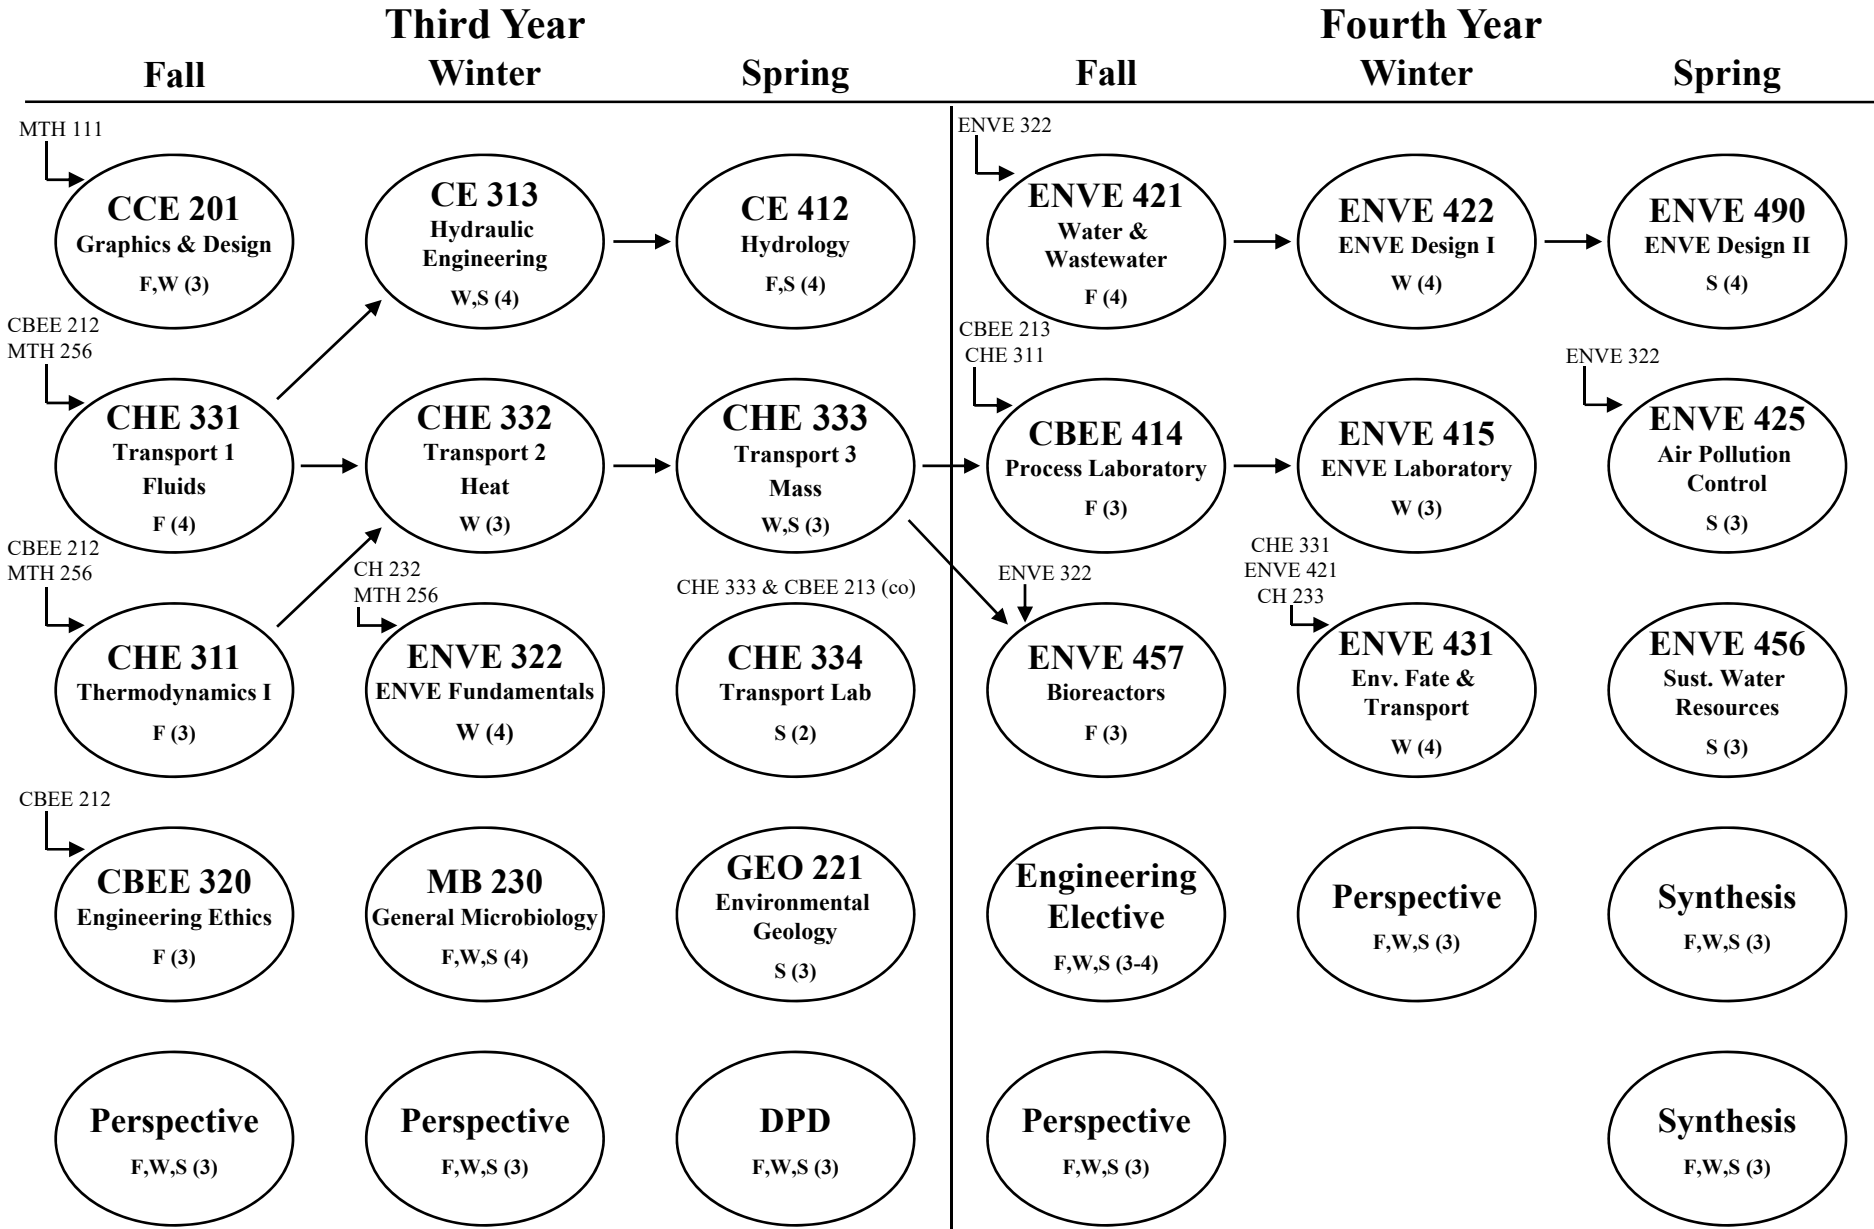 Third Year
Fourth Year
Fall
Winter
Spring
Fall
Winter
Spring
MTH 111
CCE 201
Graphics & Design
F,W (3)
CE 313
Hydraulic
Engineering
W,S (4)
CE 412
Hydrology
F,S (4)
ENVE 322
ENVE 421
Water &
Wastewater
F (4)
ENVE 422
ENVE Design I
W (4)
ENVE 490
ENVE Design II
S (4)
CBEE 212
MTH 256
CHE 331
Transport 1
Fluids
F (4)
CHE 332
Transport 2
Heat
W (3)
CHE 333
Transport 3
Mass
W,S (3)
CBEE 213
CHE 311
CBEE 414
Process Laboratory
F (3)
ENVE 415
ENVE Laboratory
W (3)
ENVE 322
ENVE 425
Air Pollution
Control
S (3)
CBEE 212
MTH 256
CHE 311
Thermodynamics I
F (3)
CH 232
MTH 256
ENVE 322
ENVE Fundamentals
W (4)
CHE 333 & CBEE 213 (co)
CHE 334
Transport Lab
S (2)
ENVE 322
ENVE 457
Bioreactors
F (3)
CHE 331
ENVE 421
CH 233
ENVE 431
Env. Fate &
Transport
W (4)
ENVE 456
Sust. Water
Resources
S (3)
CBEE 212
CBEE 320
Engineering Ethics
F (3)
MB 230
General Microbiology
F,W,S (4)
GEO 221
Environmental
Geology
S (3)
Engineering
Elective
F,W,S (3-4)
Perspective
F,W,S (3)
Synthesis
F,W,S (3)
Perspective
F,W,S (3)
Perspective
F,W,S (3)
DPD
F,W,S (3)
Perspective
F,W,S (3)
Synthesis
F,W,S (3)